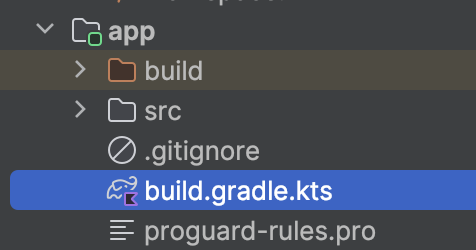 app
build
src
.gitignore
build.gradle.kts
proguard-rules.pro